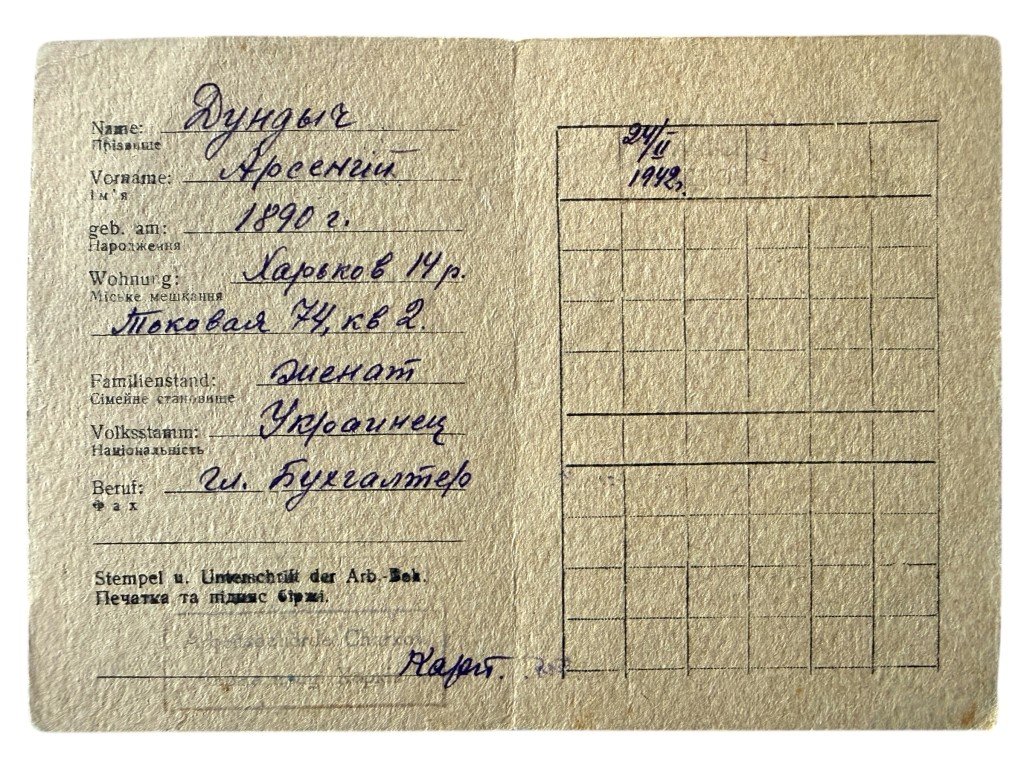 Name: Дундыч
Прізвище
Vorname: Арсений
Ім'я
geb. am: 1890 г.
Народження
Wohnung: Харьков 14 р.
Міське мешкання
Токовая 74, кв 2.
Familienstand: женат
Сімейне становище
Volksstamm: Украинец
Національність
Beruf: гл. Бухгалтер
Фах
Stempel u. Unterschrift der Arb.-Beh.
Печатка та підпис біржі.
Карт.
24/II
1942г.